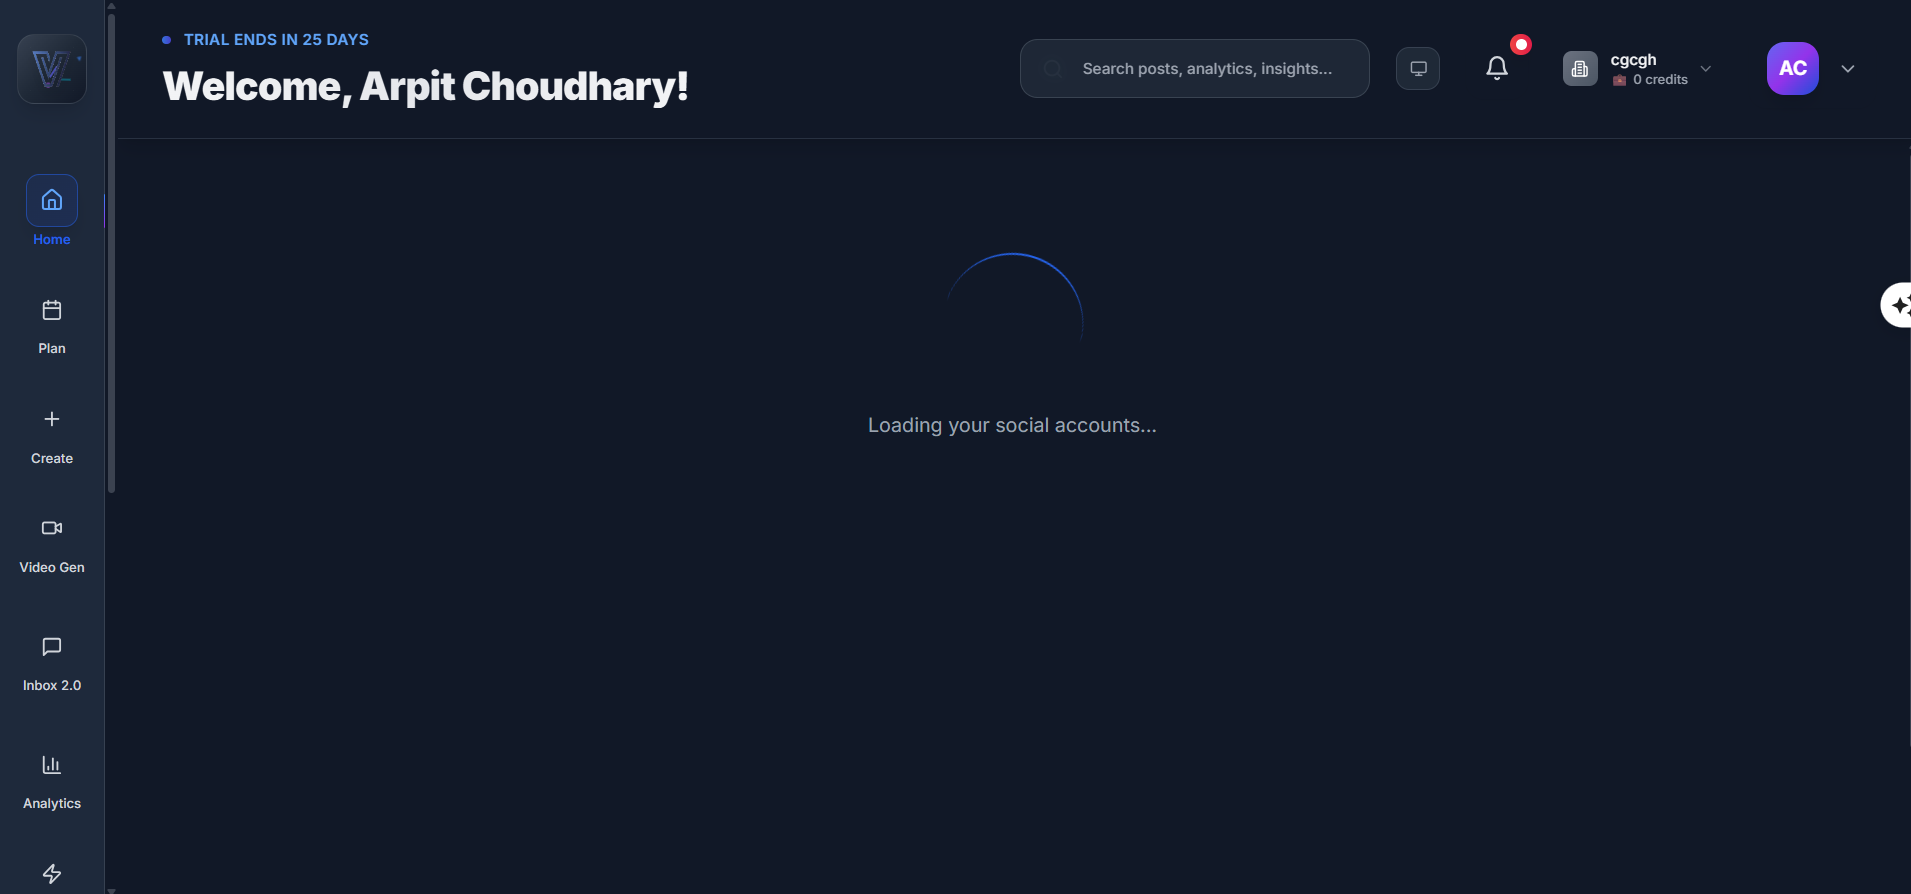 TRIAL ENDS IN 25 DAYS
Welcome, Arpit Choudhary!
Search posts, analytics, insights...
cgcgh
0 credits
AC
Home
Plan
Create
Video Gen
Inbox 2.0
Analytics
Loading your social accounts...